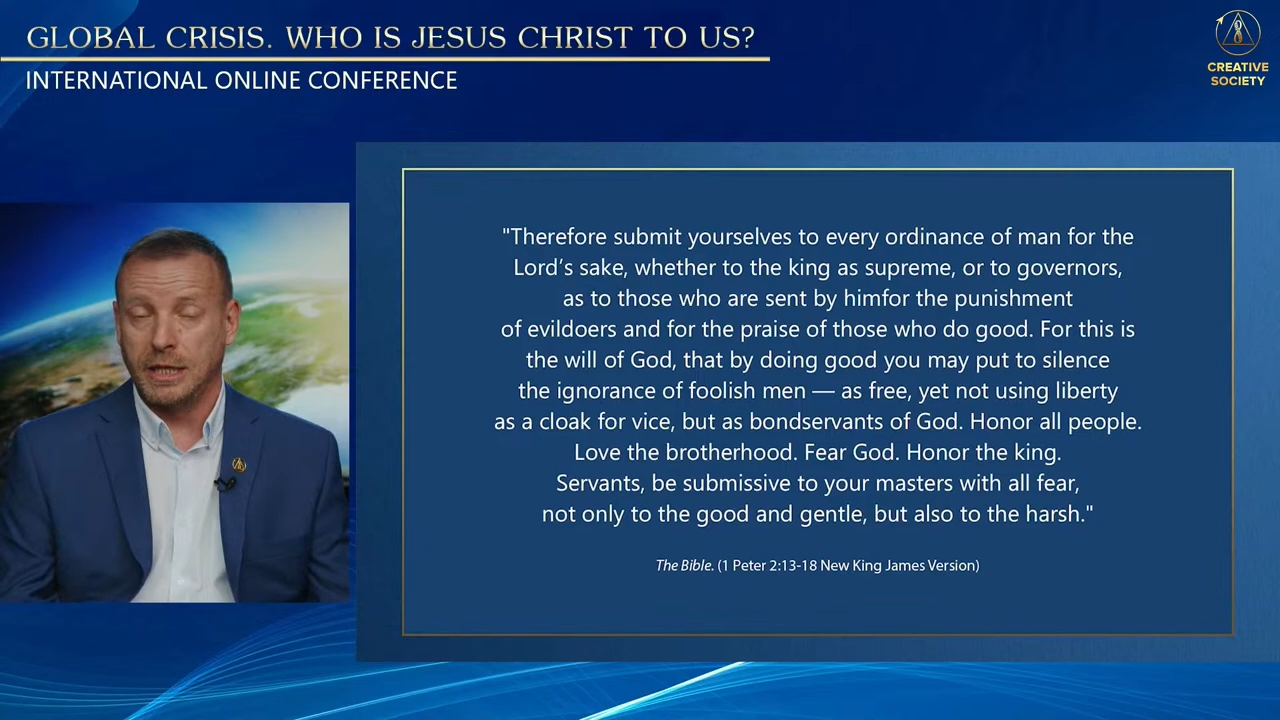 GLOBAL CRISIS. WHO IS JESUS CHRIST TO US?
INTERNATIONAL ONLINE CONFERENCE
CREATIVE
SOCIETY
"Therefore submit yourselves to every ordinance of man for the
Lord's sake, whether to the king as supreme, or to governors,
as to those who are sent by himfor the punishment
of evildoers and for the praise of those who do good. For this is
the will of God, that by doing good you may put to silence
the ignorance of foolish men — as free, yet not using liberty
as a cloak for vice, but as bondservants of God. Honor all people.
Love the brotherhood. Fear God. Honor the king.
Servants, be submissive to your masters with all fear,
not only to the good and gentle, but also to the harsh."
The Bible. (1 Peter 2:13-18 New King James Version)